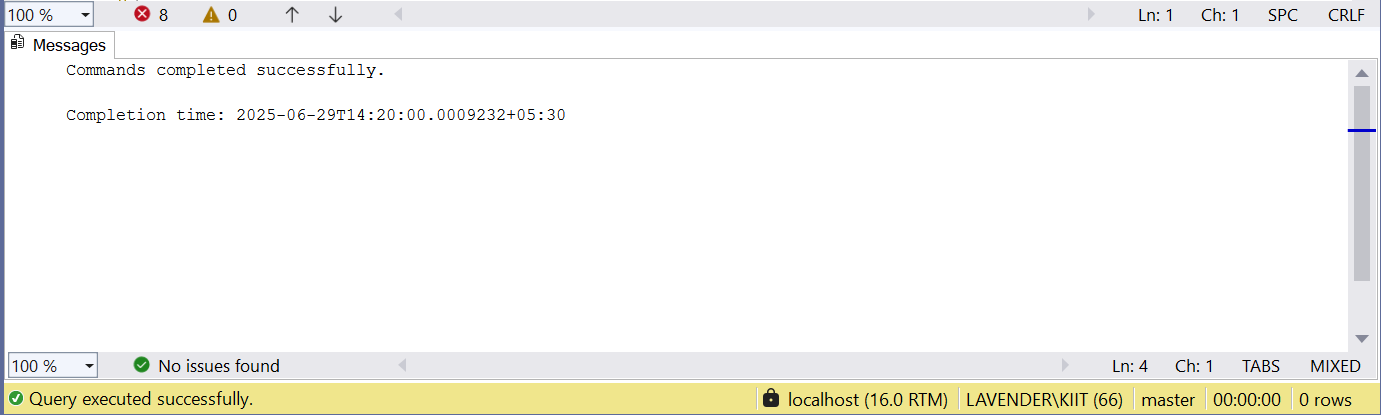 100 % 8 0 Ln: 1 Ch: 1 SPC CRLF
Messages
Commands completed successfully.
Completion time: 2025-06-29T14:20:00.0009232+05:30
100 % No issues found Ln: 4 Ch: 1 TABS MIXED
Query executed successfully. localhost (16.0 RTM) LAVENDER\KIIT (66) master 00:00:00 0 rows